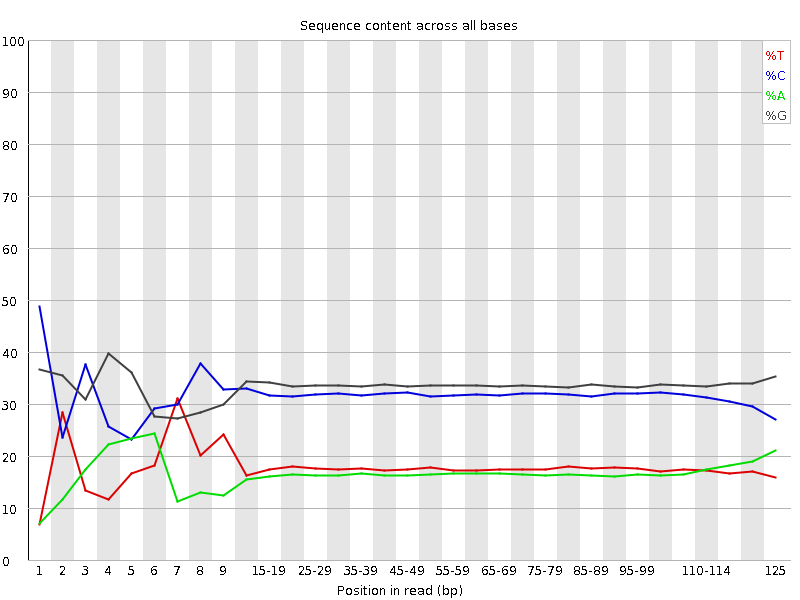 Sequence content across all bases
%T
%C
%A
%G
100
90
80
70
60
50
40
30
20
10
0
1 2 3 4 5 6 7 8 9 15-19 25-29 35-39 45-49 55-59 65-69 75-79 85-89 95-99 110-114 125
Position in read (bp)